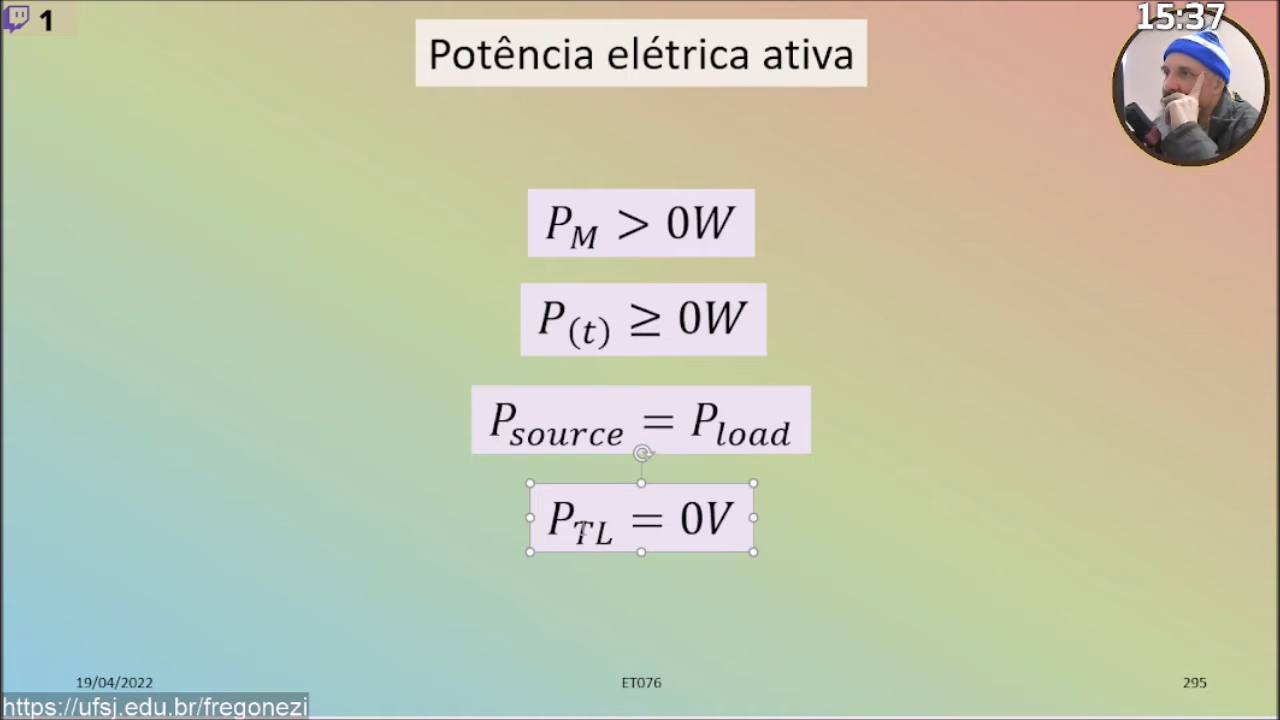 1
15:37
Potência elétrica ativa
P_M > 0W
P_(t) ≥ 0W
P_source = P_load
P_TL = 0V
19/04/2022
ET076
295
https://ufsj.edu.br/fregonezi